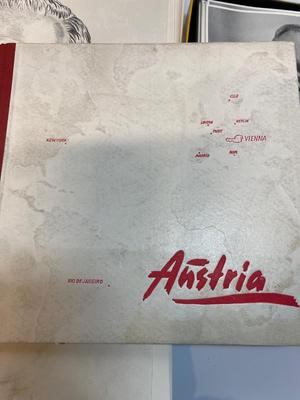 OSLO
LONDON
BERLIN
PARIS
NEW YORK
VIENNA
MADRID
ROM
RIO DE JANEIRO
Austria